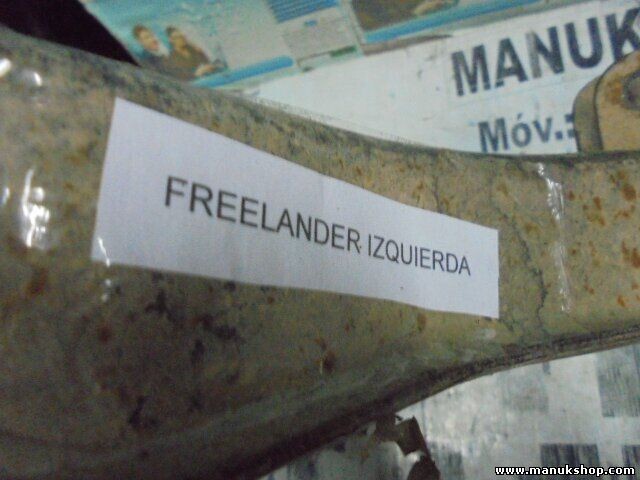 MANUK
Móv.:
FREELANDER IZQUIERDA
www.manukshop.com